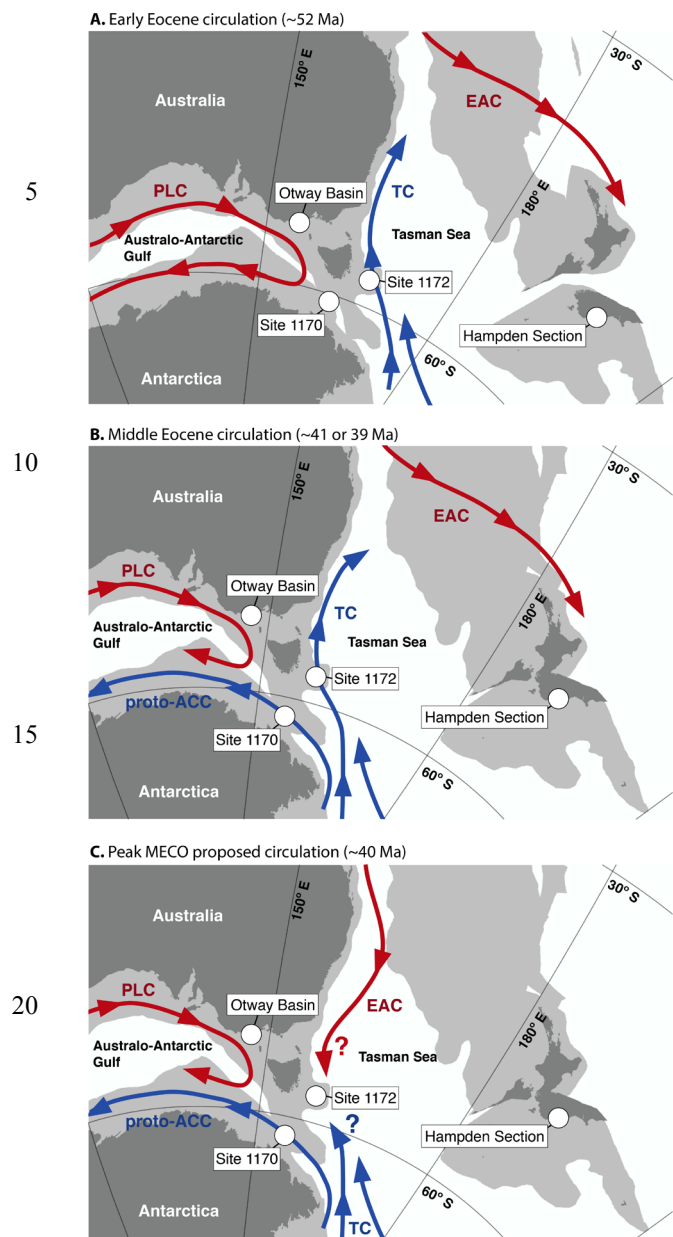 A. Early Eocene circulation (~52 Ma)
150° E
30° S
Australia
EAC
5
PLC
Otway Basin
TC
180° E
Australo-Antarctic
Gulf
Tasman Sea
Site 1172
Site 1170
Hampden Section
60° S
Antarctica
B. Middle Eocene circulation (~41 or 39 Ma)
10
150° E
30° S
Australia
EAC
PLC
Otway Basin
TC
180° E
Australo-Antarctic
Gulf
Tasman Sea
Site 1172
proto-ACC
Hampden Section
15
Site 1170
60° S
Antarctica
C. Peak MECO proposed circulation (~40 Ma)
150° E
30° S
Australia
20
PLC
Otway Basin
EAC
180° E
Australo-Antarctic
Gulf
?
Tasman Sea
Site 1172
proto-ACC
?
Hampden Section
Site 1170
60° S
Antarctica
TC